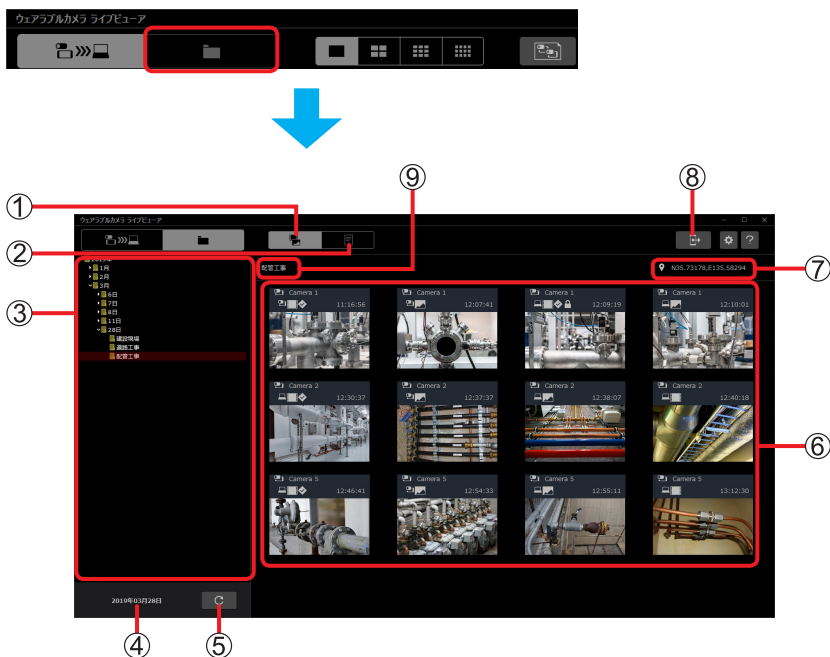 ウェアラブルカメラ ライブビューア
⑨
⑧
①
ウェアラブルカメラ ライブビューア
②
2019年
配管工事
N35.73178,E135.58294
⑦
1月
2月
③
3月
6日
7日
8日
11日
28日
建設現場
道路工事
配管工事
Camera 1
Camera 1
Camera 1
Camera 1
11:16:56
12:07:41
12:09:19
12:10:01
Camera 2
Camera 2
Camera 2
Camera 2
12:30:37
12:37:37
12:38:07
12:40:18
⑥
Camera 5
Camera 5
Camera 5
Camera 5
12:46:41
12:54:33
12:55:11
13:12:30
2019年03月28日
④
⑤